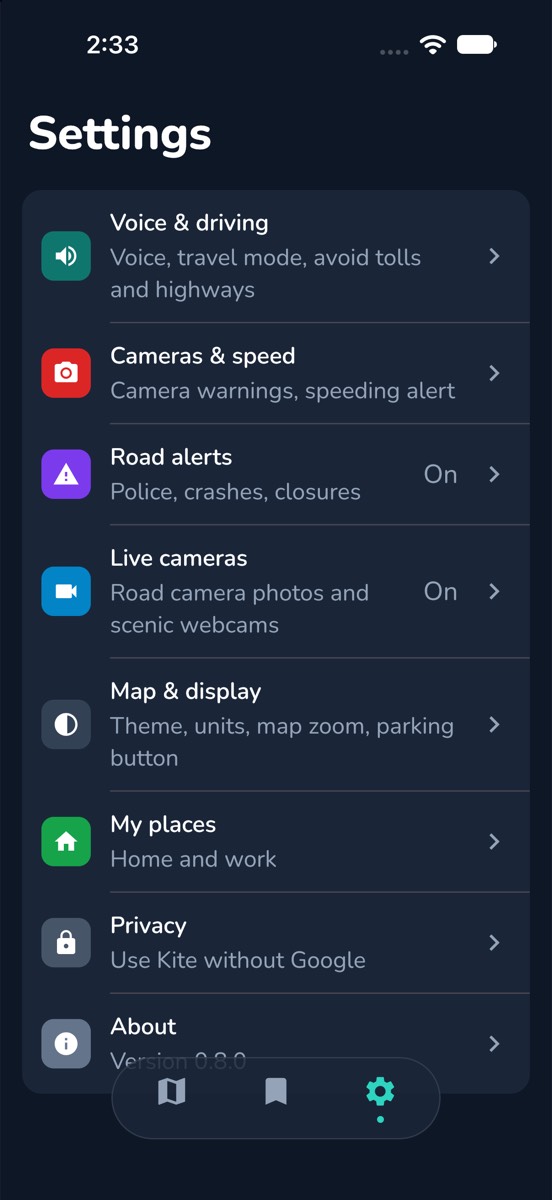 2:33
Settings
Voice & driving
Voice, travel mode, avoid tolls
and highways
Cameras & speed
Camera warnings, speeding alert
Road alerts
Police, crashes, closures
On
Live cameras
Road camera photos and
scenic webcams
On
Map & display
Theme, units, map zoom, parking
button
My places
Home and work
Privacy
Use Kite without Google
About
Version 0.8.0